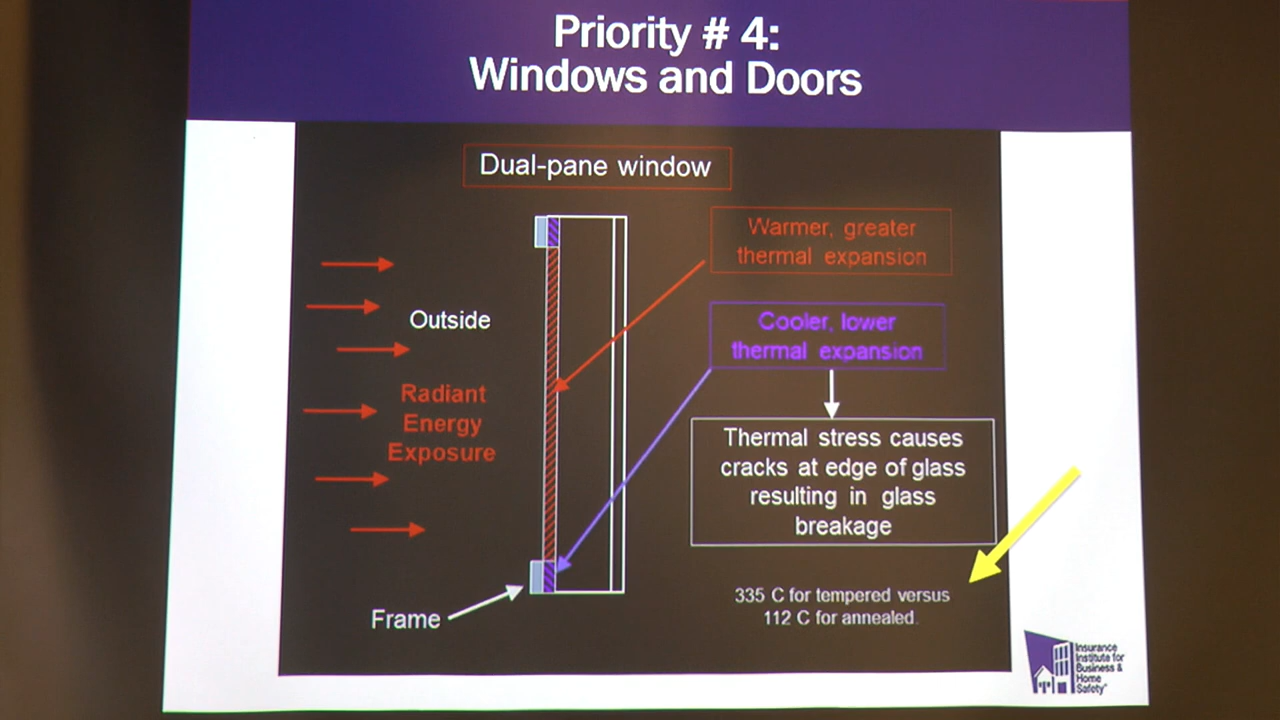 Priority # 4:
Windows and Doors
Dual-pane window
Warmer, greater
thermal expansion
Outside
Cooler, lower
thermal expansion
Radiant
Energy
Exposure
Thermal stress causes
cracks at edge of glass
resulting in glass
breakage
335 C for tempered versus
112 C for annealed.
Frame
Insurance
Institute for
Business &
Home
Safety®